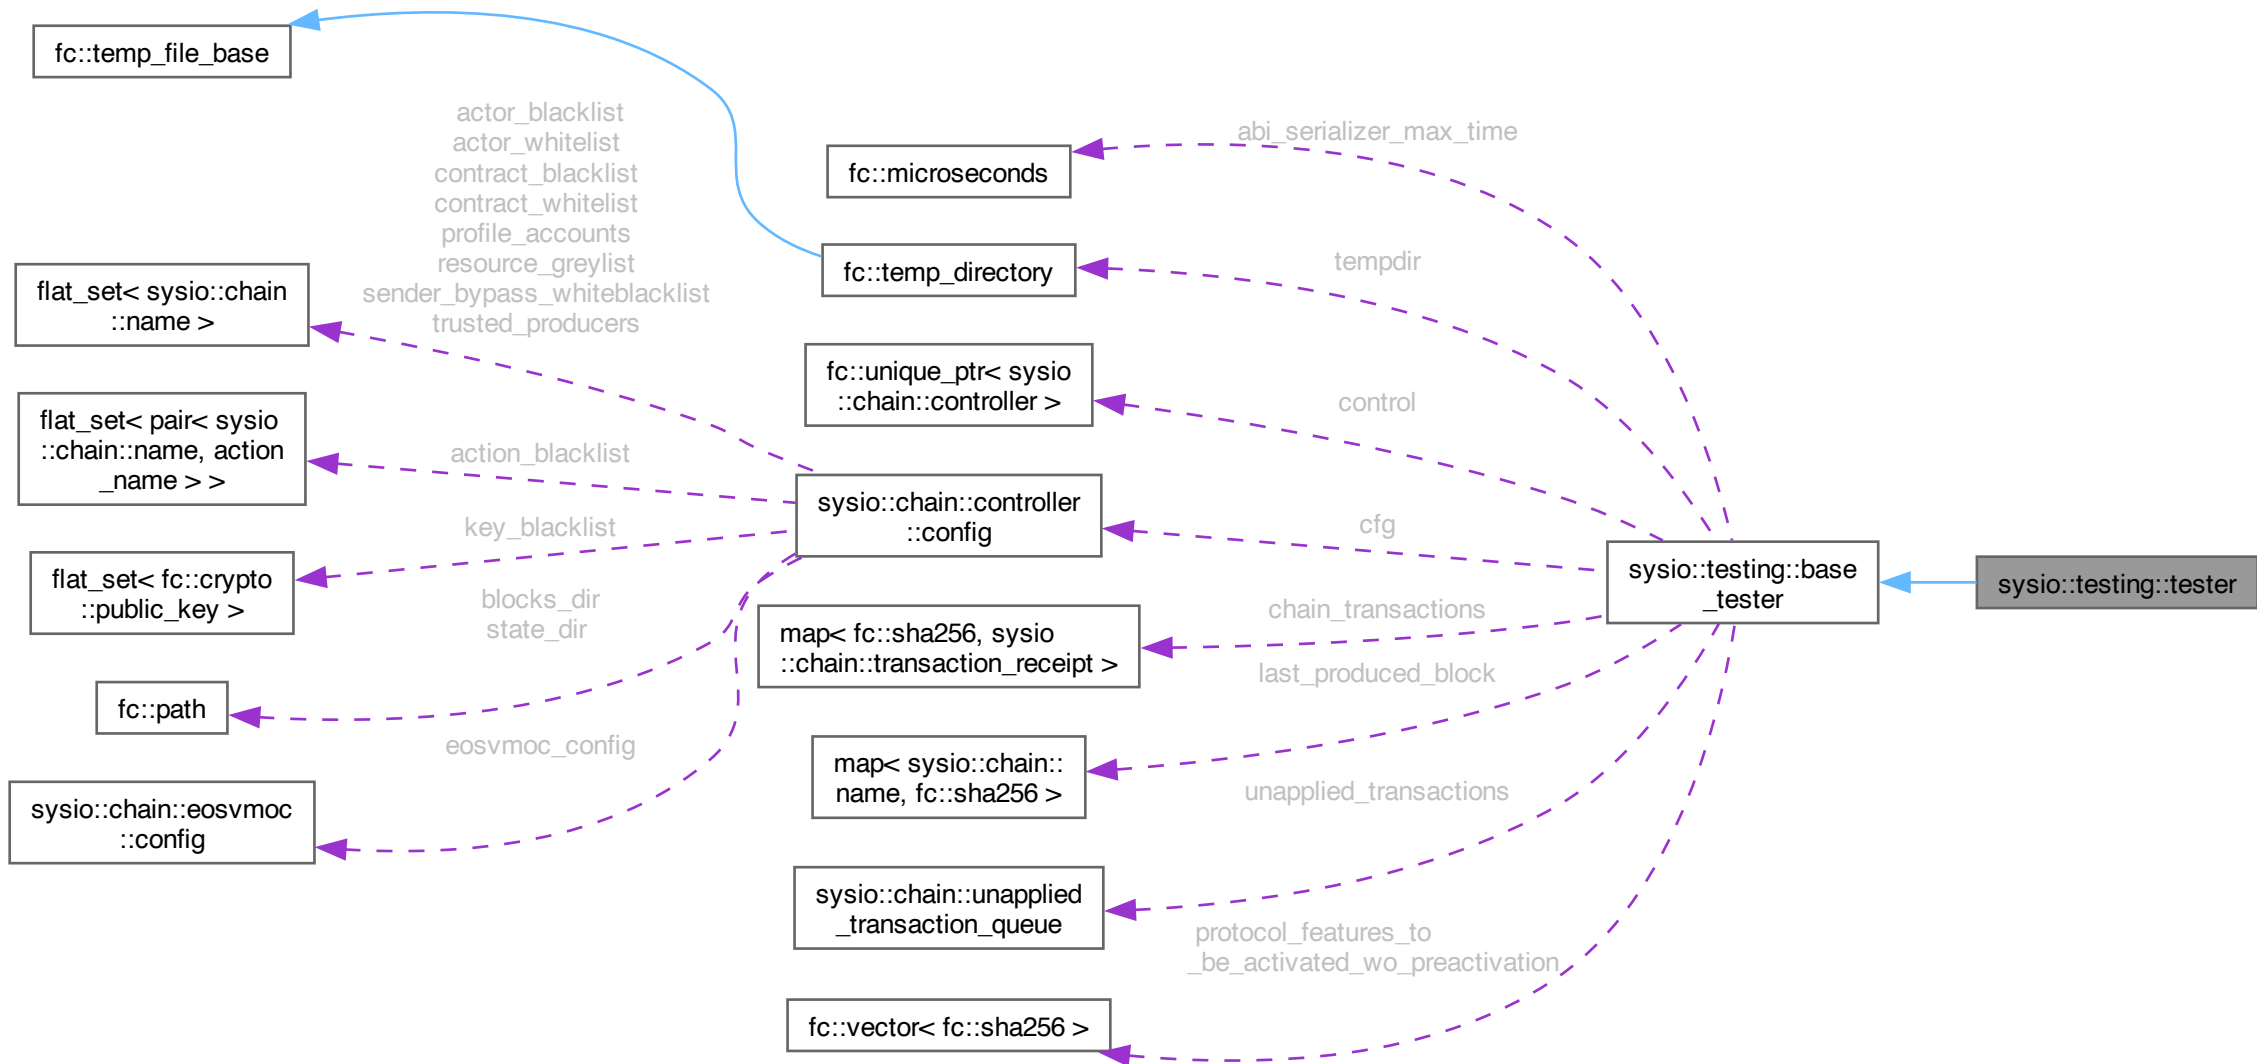 fc::temp_file_base
actor_blacklist
actor_whitelist
contract_blacklist
contract_whitelist
profile_accounts
resource_greylist
sender_bypass_whiteblacklist
trusted_producers
flat_set< sysio::chain
::name >
flat_set< pair< sysio
::chain::name, action
_name > >
action_blacklist
flat_set< fc::crypto
::public_key >
key_blacklist
blocks_dir
state_dir
fc::path
eosvmoc_config
sysio::chain::eosvmoc
::config
fc::microseconds
fc::temp_directory
fc::unique_ptr< sysio
::chain::controller >
sysio::chain::controller
::config
map< fc::sha256, sysio
::chain::transaction_receipt >
map< sysio::chain::
name, fc::sha256 >
sysio::chain::unapplied
_transaction_queue
fc::vector< fc::sha256 >
abi_serializer_max_time
tempdir
control
cfg
chain_transactions
last_produced_block
unapplied_transactions
protocol_features_to
_be_activated_wo_preactivation
sysio::testing::base
_tester
sysio::testing::tester